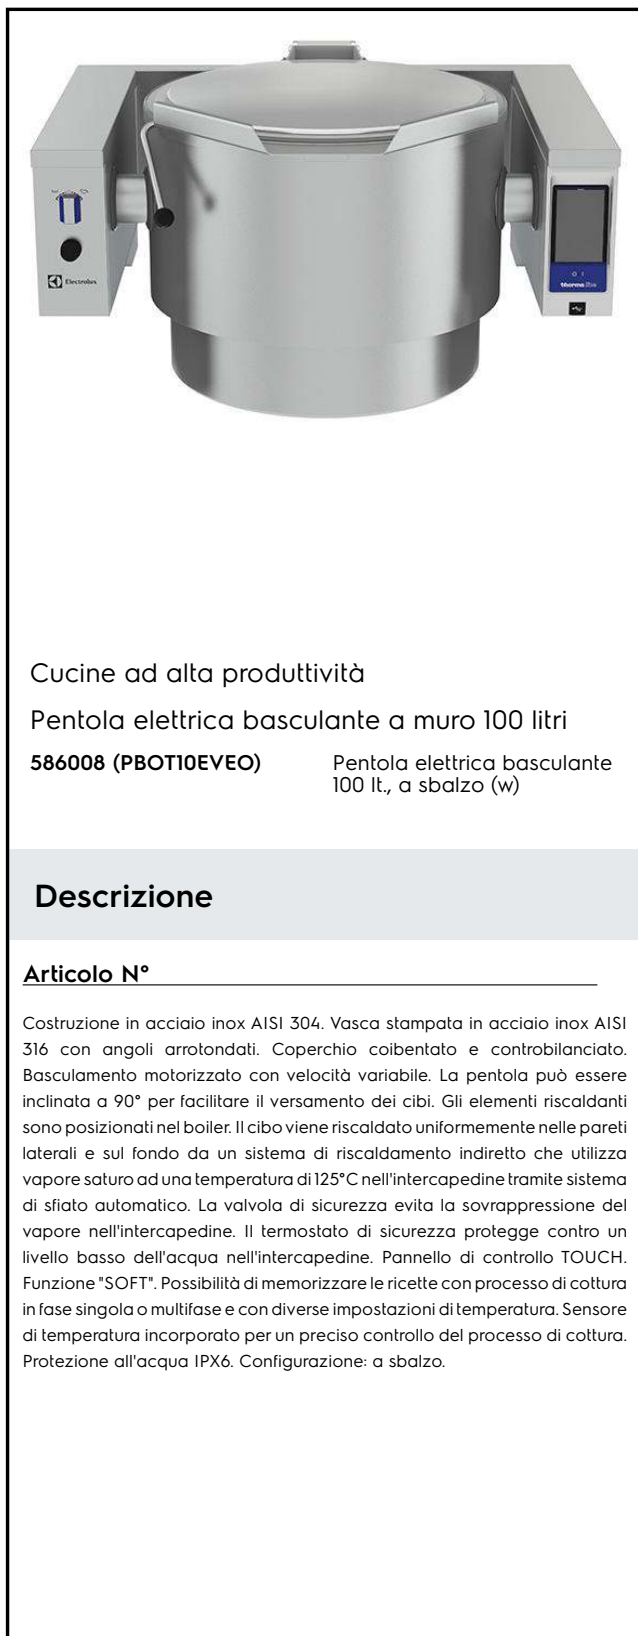 Electrolux
thermaline
Cucine ad alta produttività
Pentola elettrica basculante a muro 100 litri
586008 (PBOT10EVEO)
Pentola elettrica basculante
100 lt., a sbalzo (w)
Descrizione
Articolo N°
Costruzione in acciaio inox AISI 304. Vasca stampata in acciaio inox AISI
316 con angoli arrotondati. Coperchio coibentato e controbilanciato.
Basculamento motorizzato con velocità variabile. La pentola può essere
inclinata a 90° per facilitare il versamento dei cibi. Gli elementi riscaldanti
sono posizionati nel boiler. Il cibo viene riscaldato uniformemente nelle pareti
laterali e sul fondo da un sistema di riscaldamento indiretto che utilizza
vapore saturo ad una temperatura di 125°C nell'intercapedine tramite sistema
di sfiato automatico. La valvola di sicurezza evita la sovrappressione del
vapore nell'intercapedine. Il termostato di sicurezza protegge contro un
livello basso dell'acqua nell'intercapedine. Pannello di controllo TOUCH.
Funzione "SOFT". Possibilità di memorizzare le ricette con processo di cottura
in fase singola o multifase e con diverse impostazioni di temperatura. Sensore
di temperatura incorporato per un preciso controllo del processo di cottura.
Protezione all'acqua IPX6. Configurazione: a sbalzo.